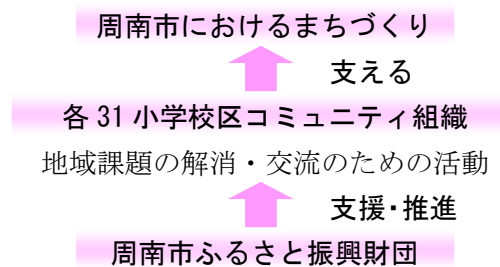 周南市におけるまちづくり
支える
各 31 小学校区コミュニティ組織
地域課題の解消・交流のための活動
支援・推進
周南市ふるさと振興財団